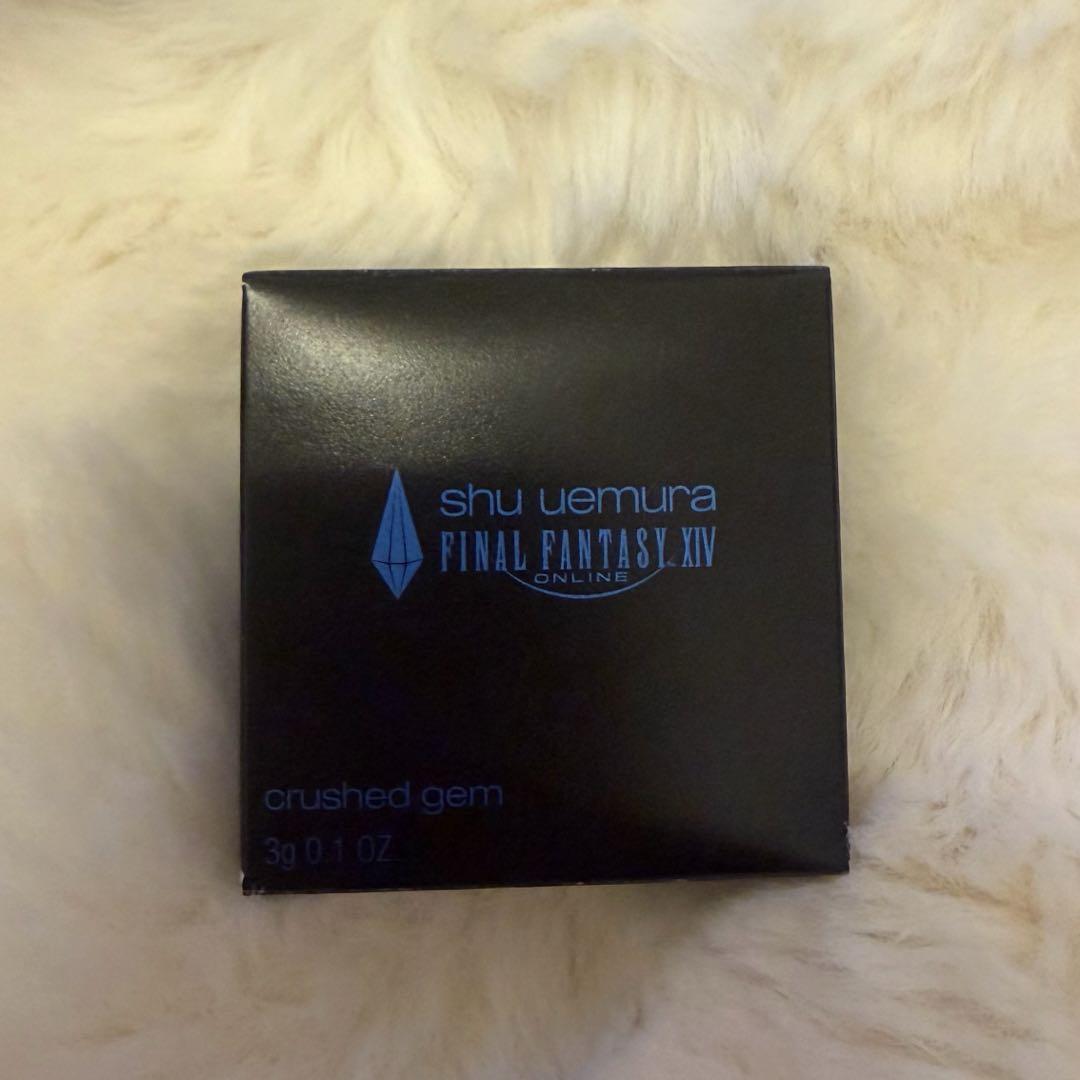 shu uemura
FINAL FANTASY XIV
ONLINE
crushed gem
3g 0.1 OZ.